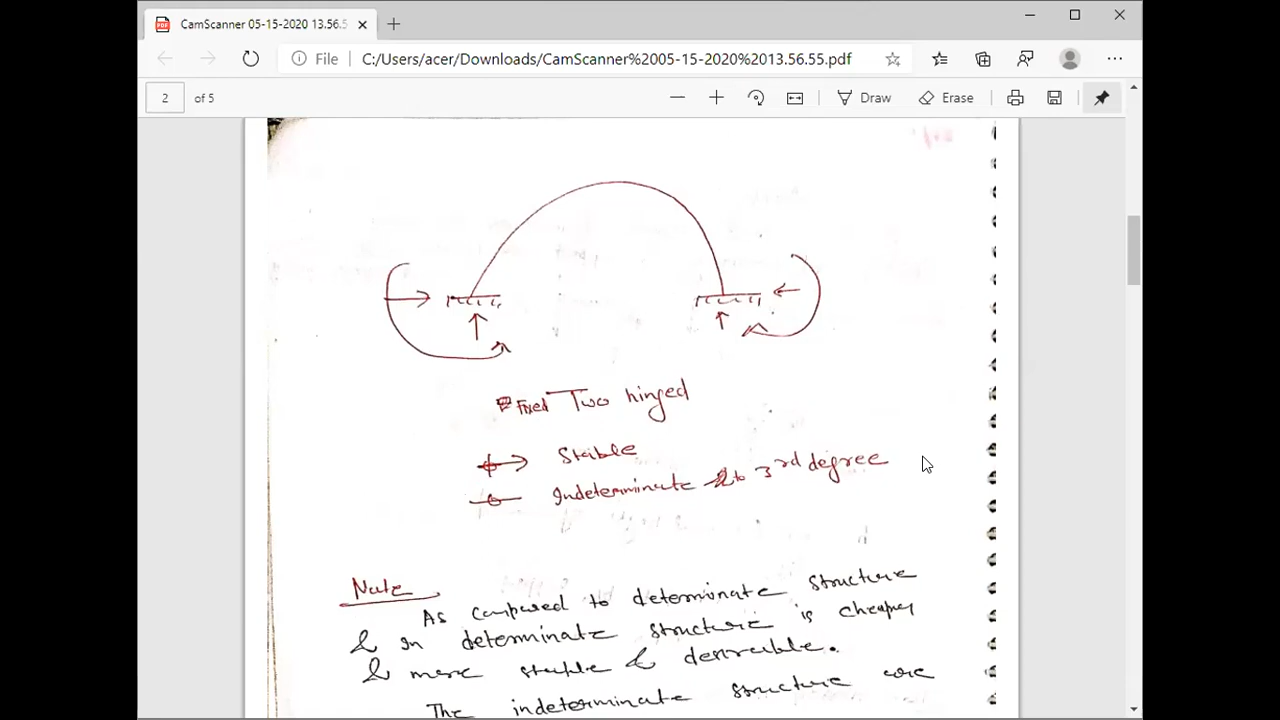 CamScanner 05-15-2020 13.56.5
File C:/Users/acer/Downloads/CamScanner%2005-15-2020%2013.56.55.pdf
2 of 5 Draw Erase
Fixed Two hinged
Stable
Indeterminate to 3rd degree
Note
As compared to determinate structure
& In determinate structure is cheaper
& more stable & desirable.
The indeterminate structure are